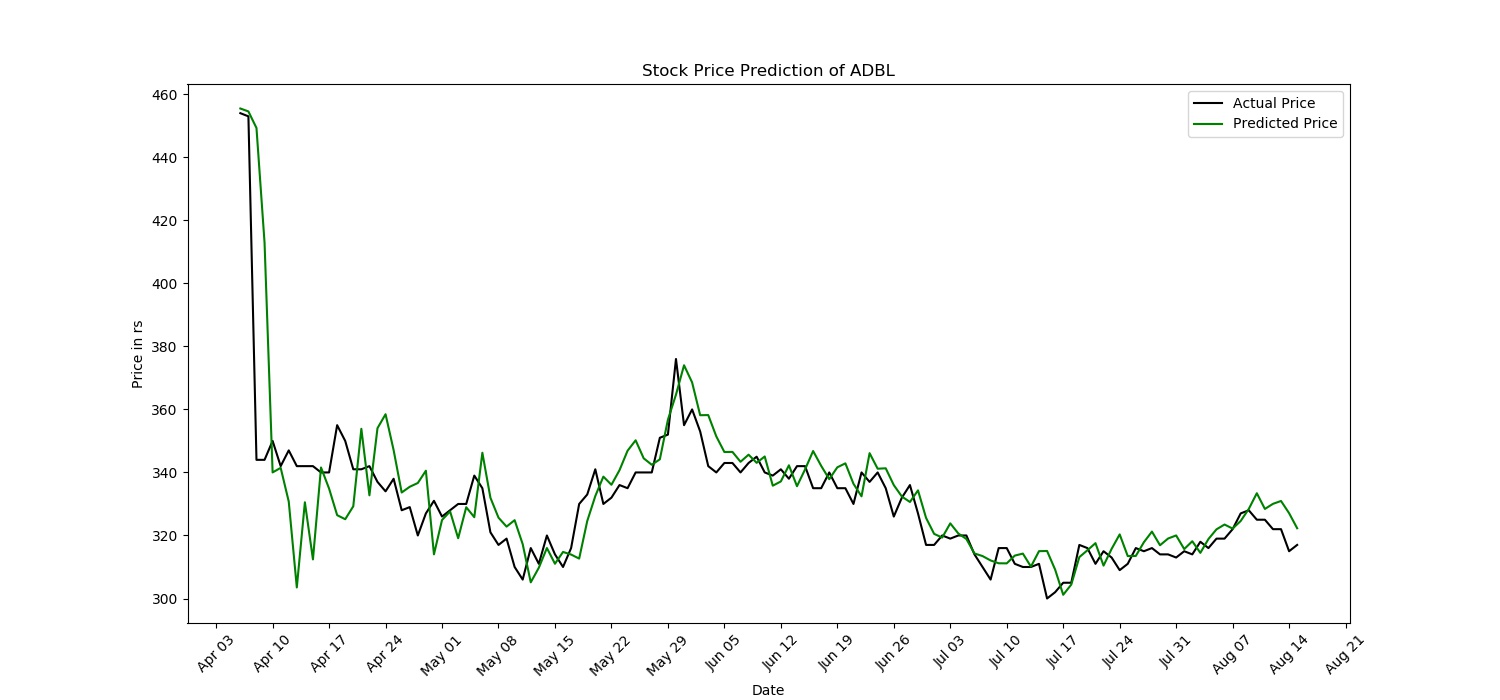 Stock Price Prediction of ADBL
Actual Price
Predicted Price
Price in rs
460
440
420
400
380
360
340
320
300
Apr 03
Apr 10
Apr 17
Apr 24
May 01
May 08
May 15
May 22
May 29
Jun 05
Jun 12
Jun 19
Jun 26
Jul 03
Jul 10
Jul 17
Jul 24
Jul 31
Aug 07
Aug 14
Aug 21
Date